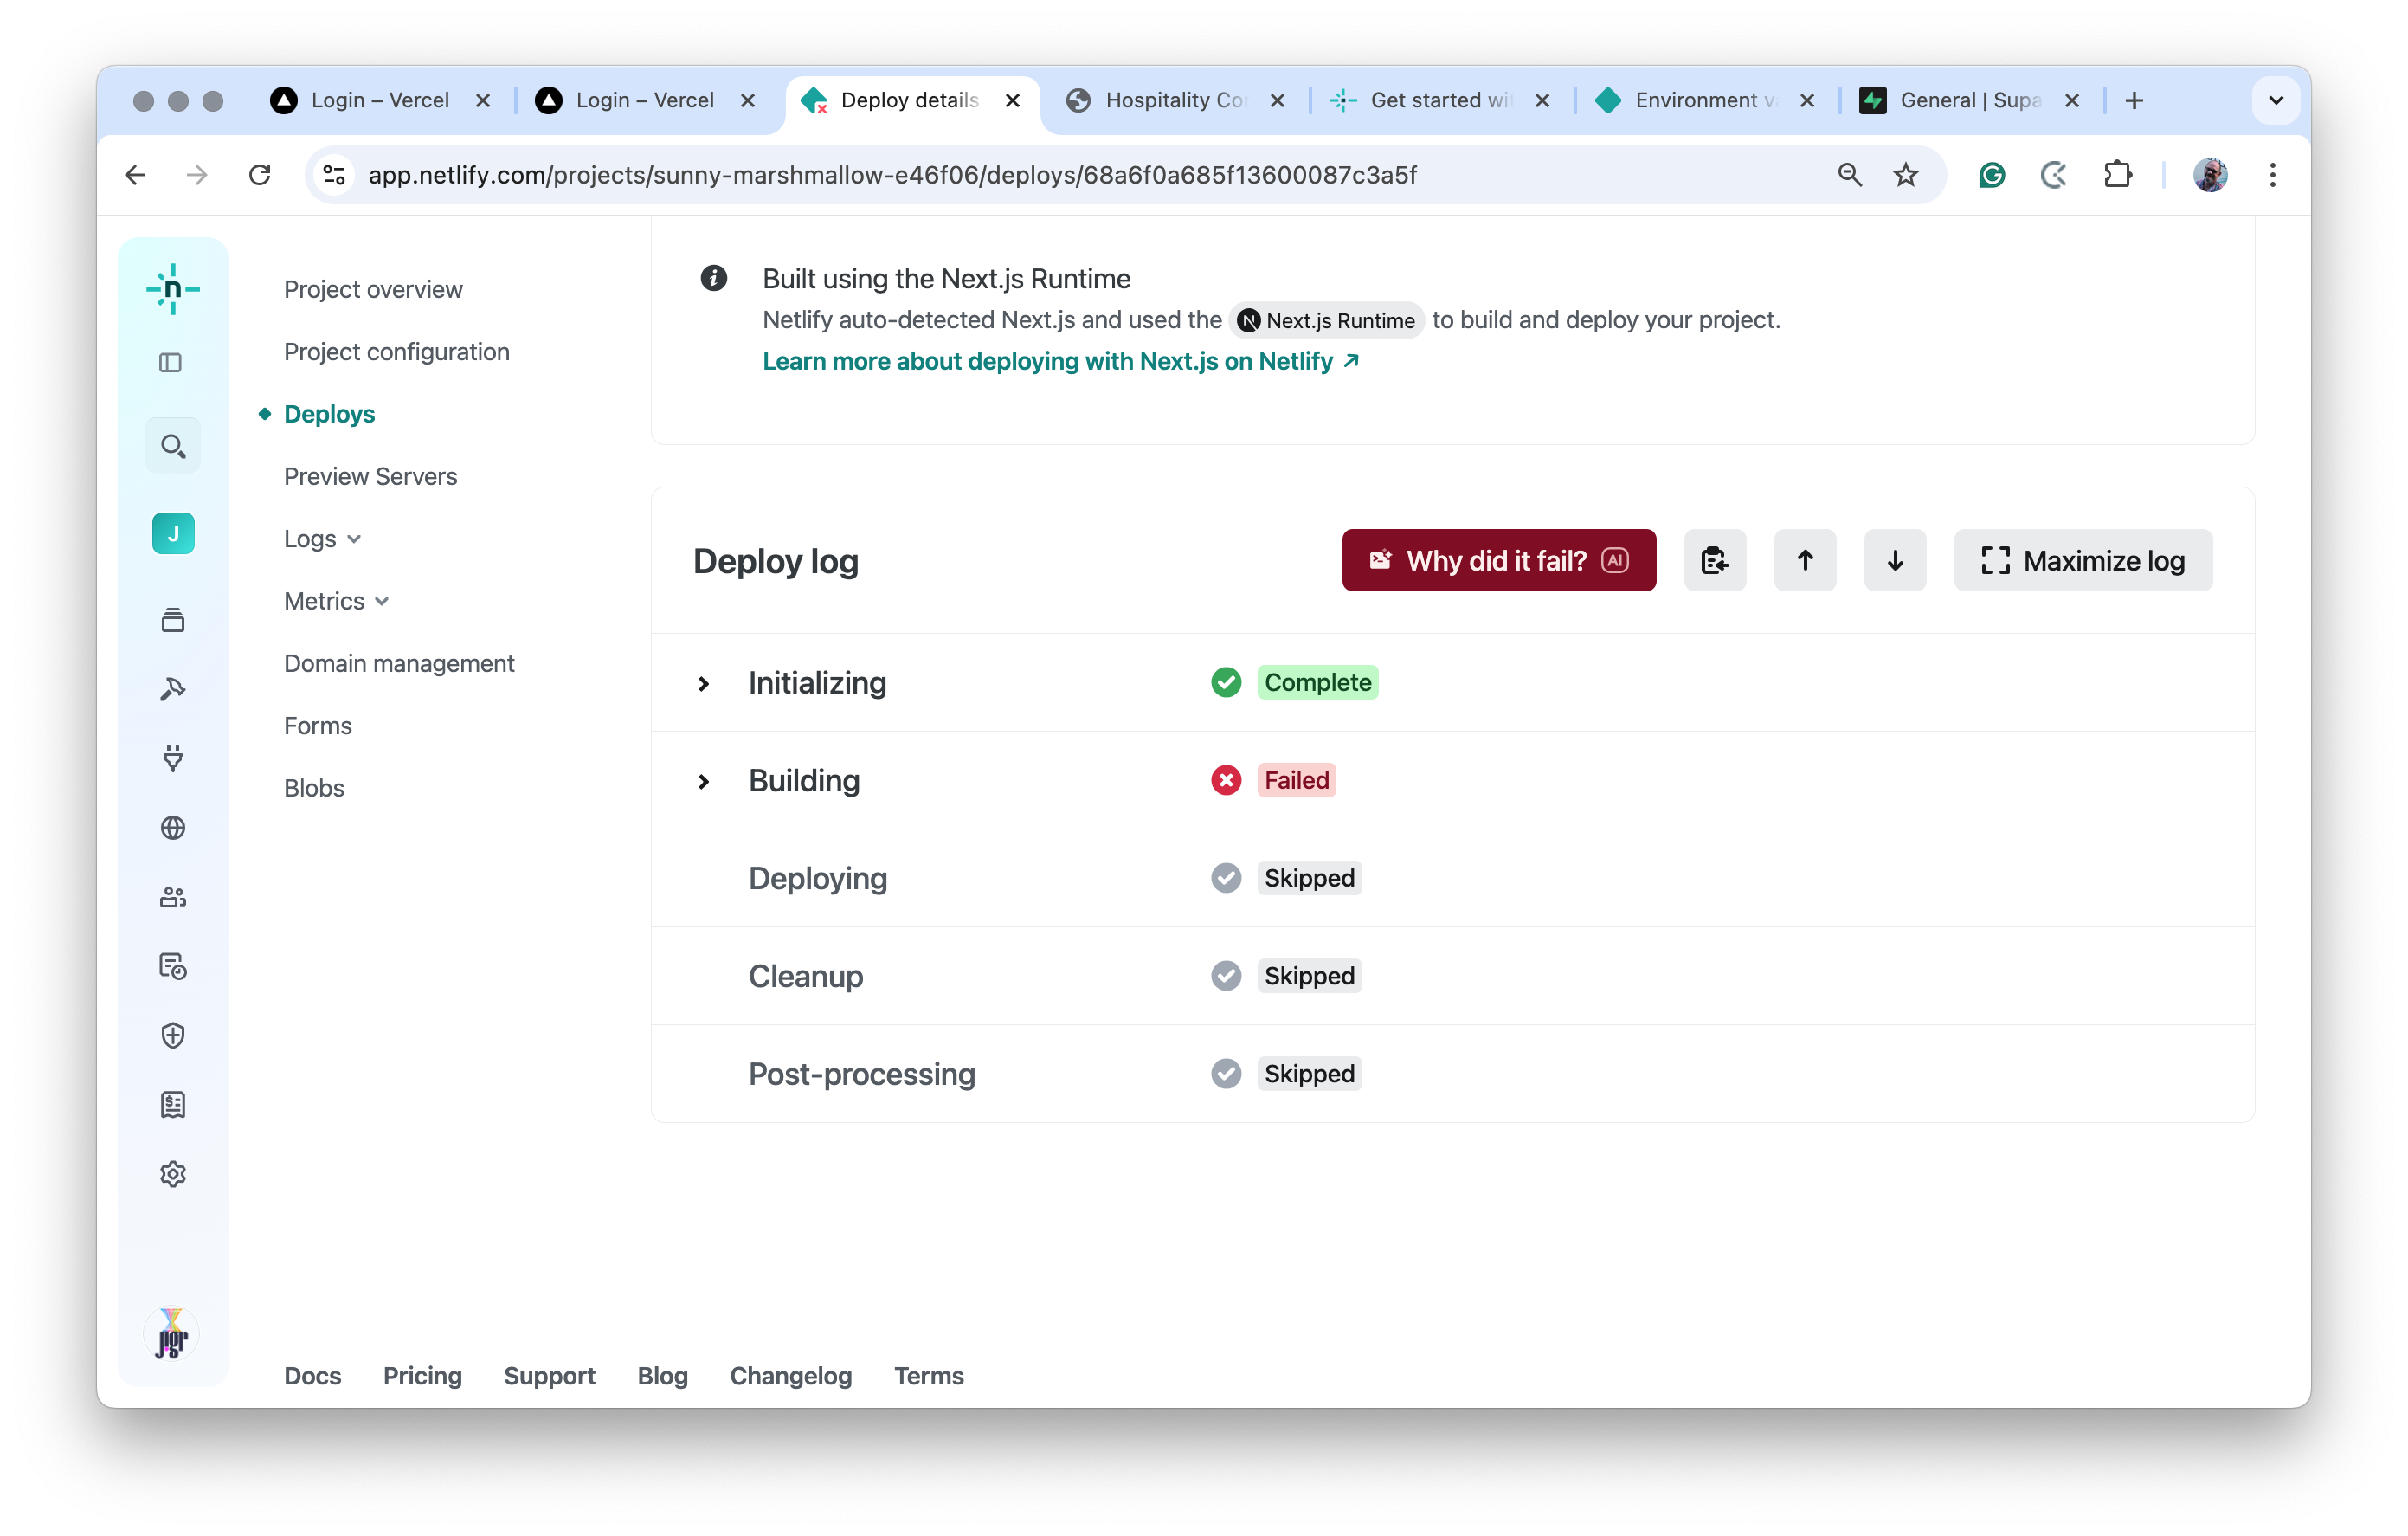 Login – Vercel
Login – Vercel
Deploy details
Hospitality Co
Get started wi
Environment v
General | Supa
app.netlify.com/projects/sunny-marshmallow-e46f06/deploys/68a6f0a685f13600087c3a5f
n
J
jigr
Project overview
Project configuration
Deploys
Preview Servers
Logs
Metrics
Domain management
Forms
Blobs
Built using the Next.js Runtime
Netlify auto-detected Next.js and used the N Next.js Runtime to build and deploy your project.
Learn more about deploying with Next.js on Netlify
Deploy log
Why did it fail? AI
Maximize log
Initializing Complete
Building Failed
Deploying Skipped
Cleanup Skipped
Post-processing Skipped
Docs Pricing Support Blog Changelog Terms